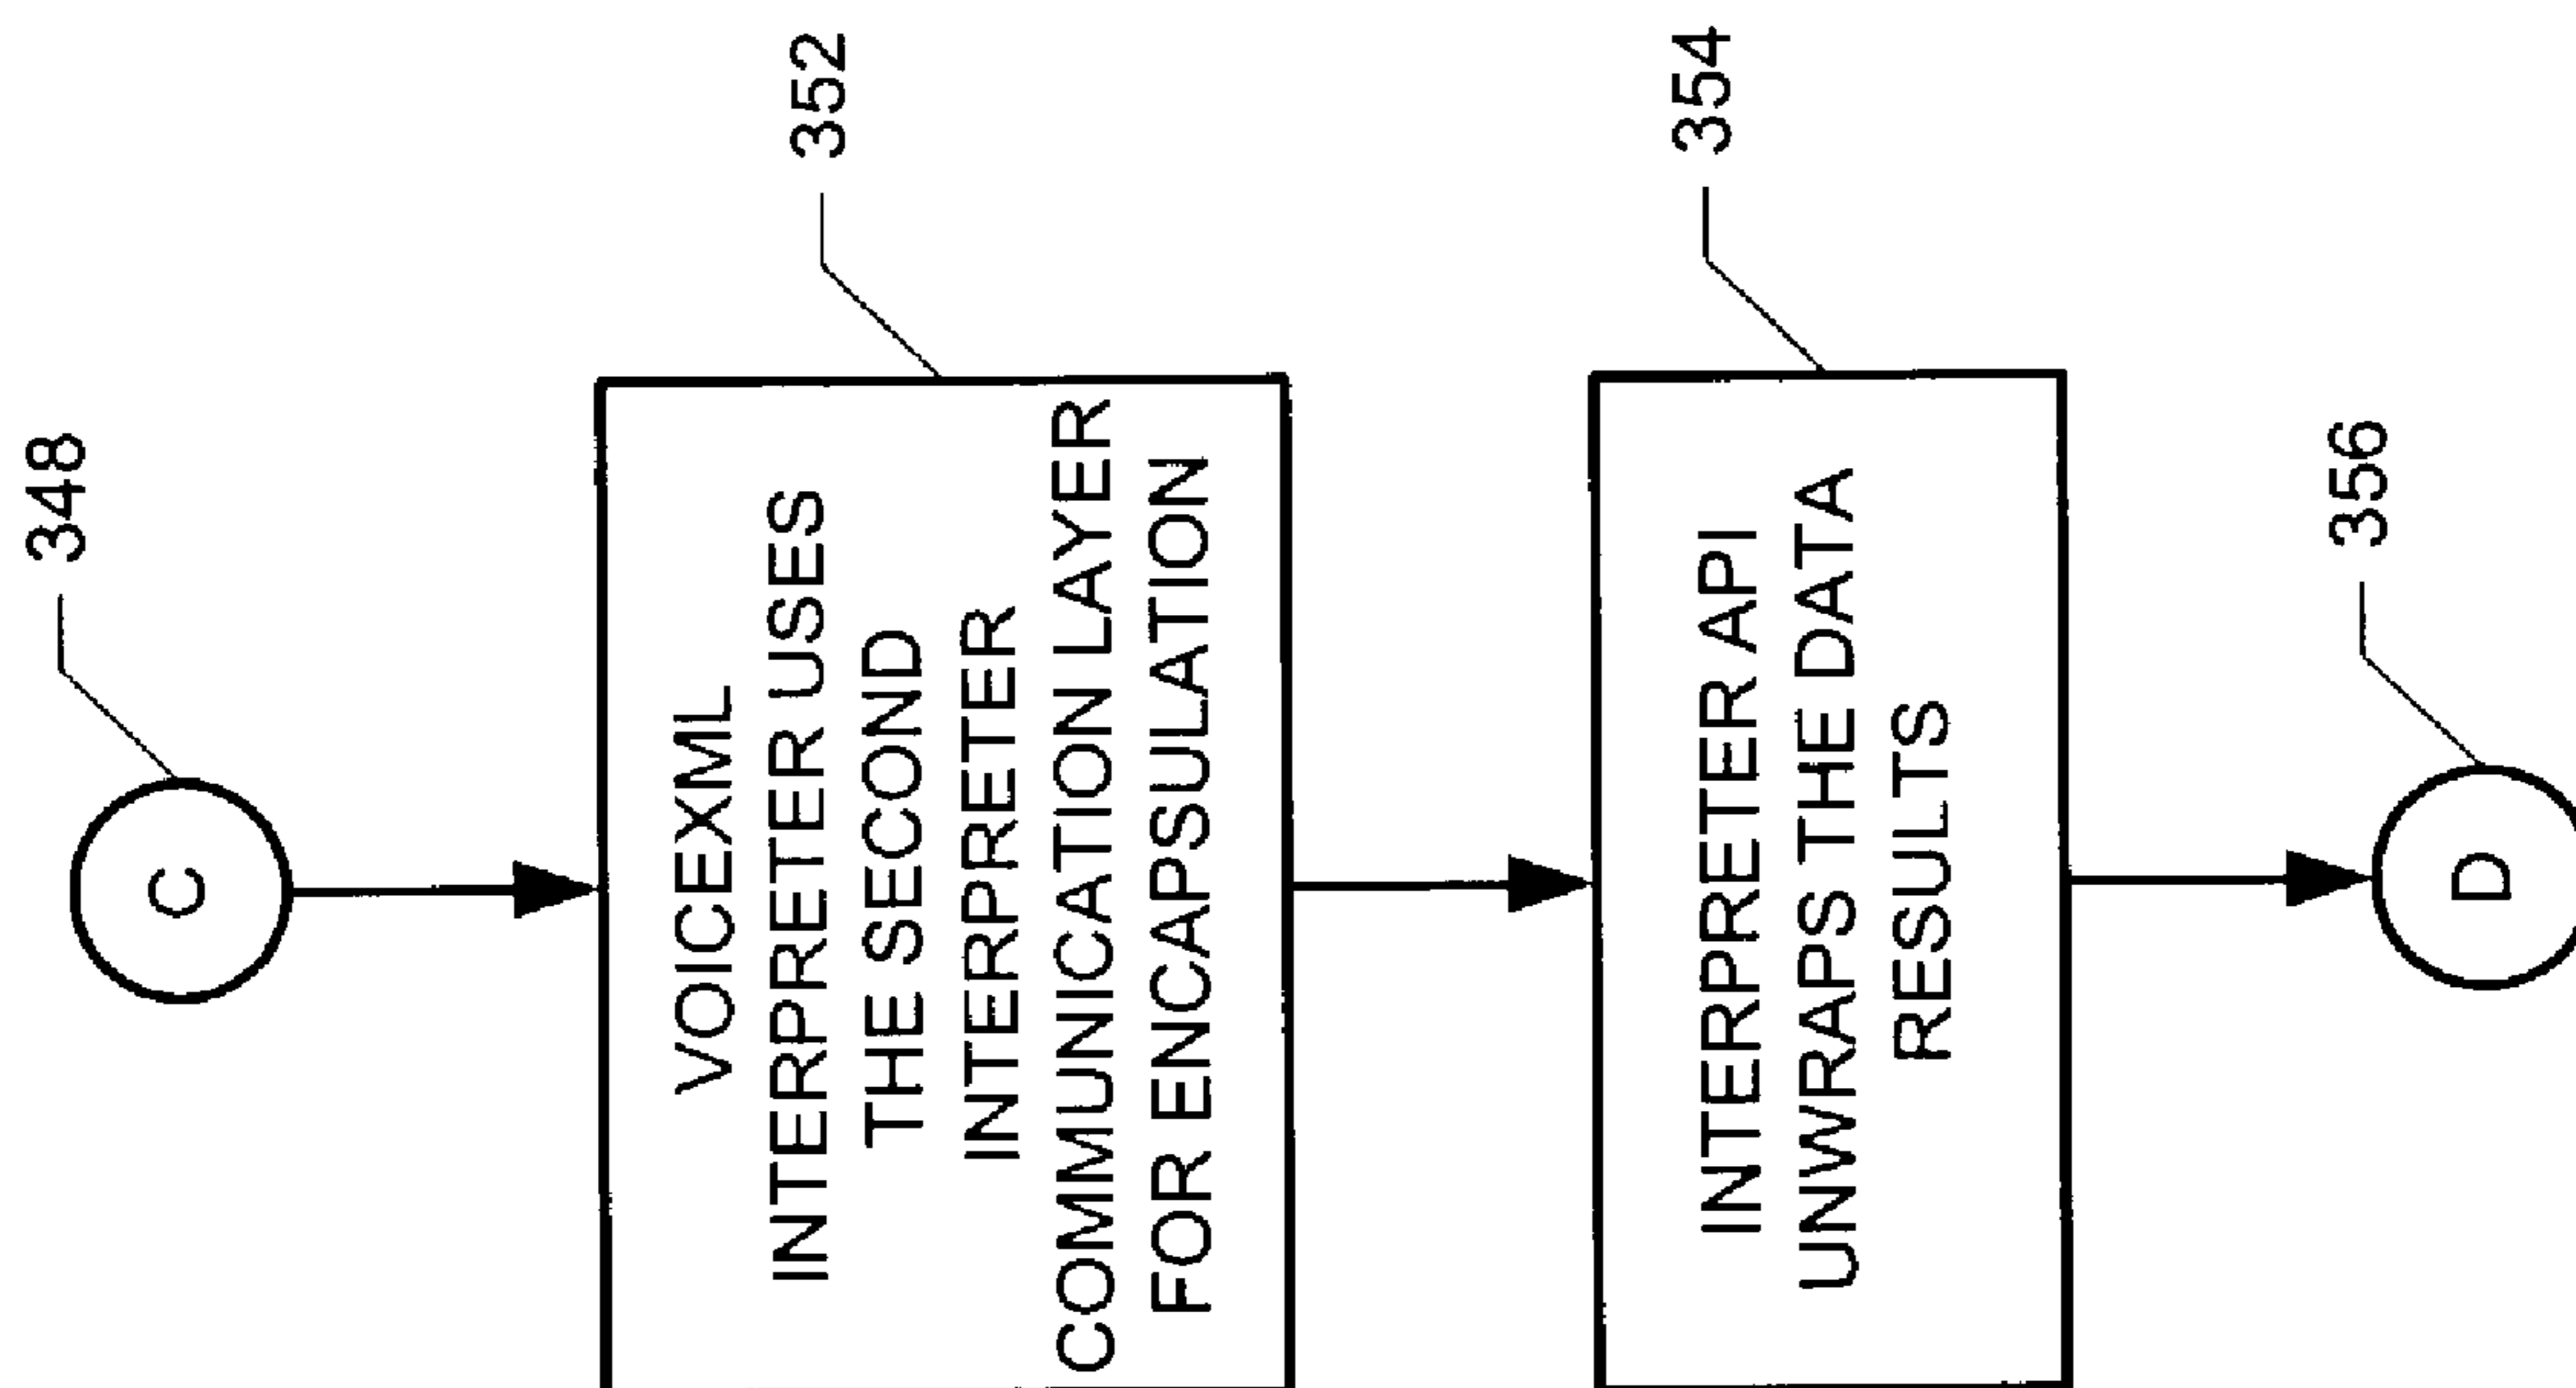 348
C
352
VOICEXML
INTERPRETER USES
THE SECOND
INTERPRETER
COMMUNICATION LAYER
FOR ENCAPSULATION
354
INTERPRETER API
UNWRAPS THE DATA
RESULTS
356
D